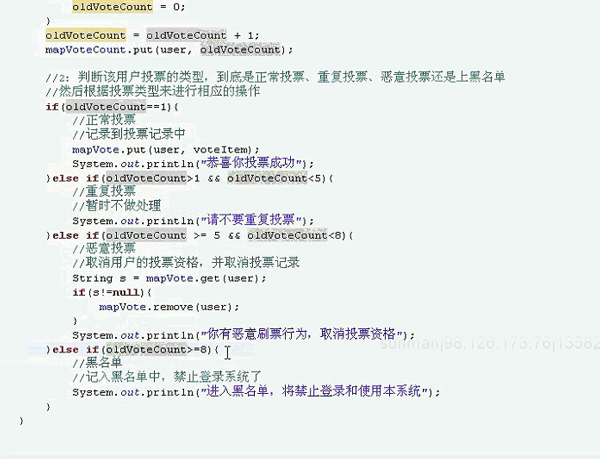 oldVoteCount = 0;
}
oldVoteCount = oldVoteCount + 1;
mapVoteCount.put(user, oldVoteCount);
//2：判断该用户投票的类型，到底是正常投票、重复投票、恶意投票还是上黑名单
//然后根据投票类型来进行相应的操作
if(oldVoteCount==1){
//正常投票
//记录到投票记录中
mapVote.put(user, voteItem);
System.out.println("恭喜你投票成功");
}else if(oldVoteCount>1 && oldVoteCount<5){
//重复投票
//暂时不做处理
System.out.println("请不要重复投票");
}else if(oldVoteCount >= 5 && oldVoteCount<8){
//恶意投票
//取消用户的投票资格，并取消投票记录
String s = mapVote.get(user);
if(s!=null){
mapVote.remove(user);
}
System.out.println("你有恶意刷票行为，取消投票资格");
}else if(oldVoteCount>=8){
//黑名单
//记入黑名单中，禁止登录系统了
System.out.println("进入黑名单，将禁止登录和使用本系统");
}
}